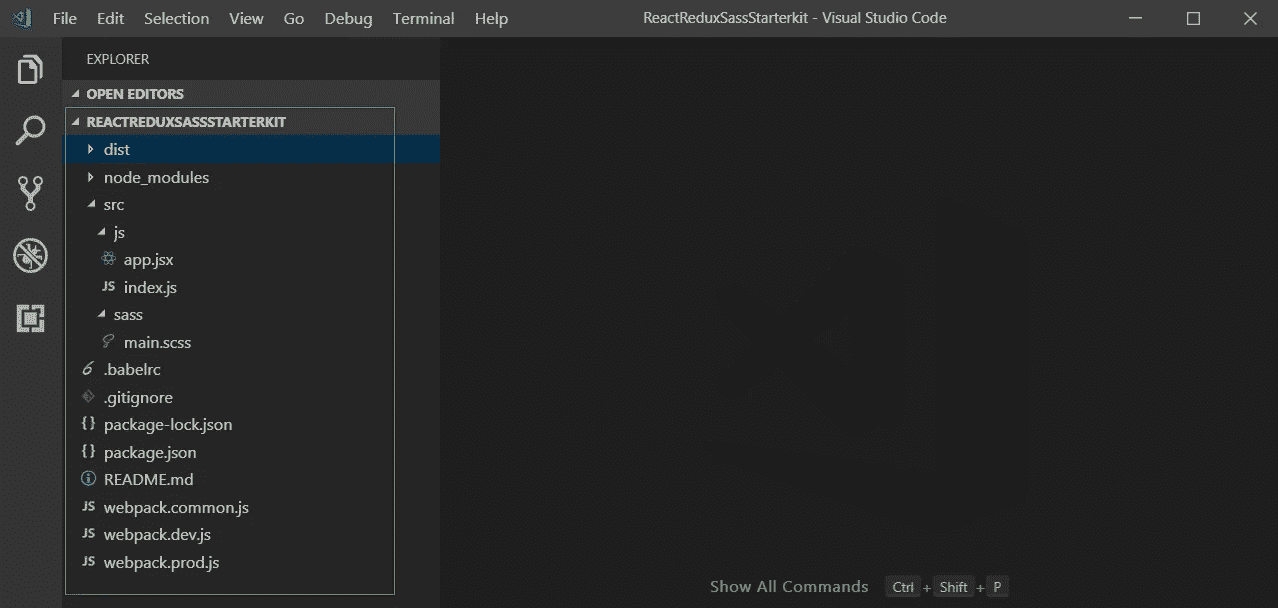 File Edit Selection View Go Debug Terminal Help ReactReduxSassStarterkit - Visual Studio Code
EXPLORER
OPEN EDITORS
REACTREDUXSASSSTARTERKIT
dist
node_modules
src
js
app.jsx
JS index.js
sass
main.scss
.babelrc
.gitignore
{} package-lock.json
{} package.json
README.md
JS webpack.common.js
JS webpack.dev.js
JS webpack.prod.js
Show All Commands Ctrl + Shift + P